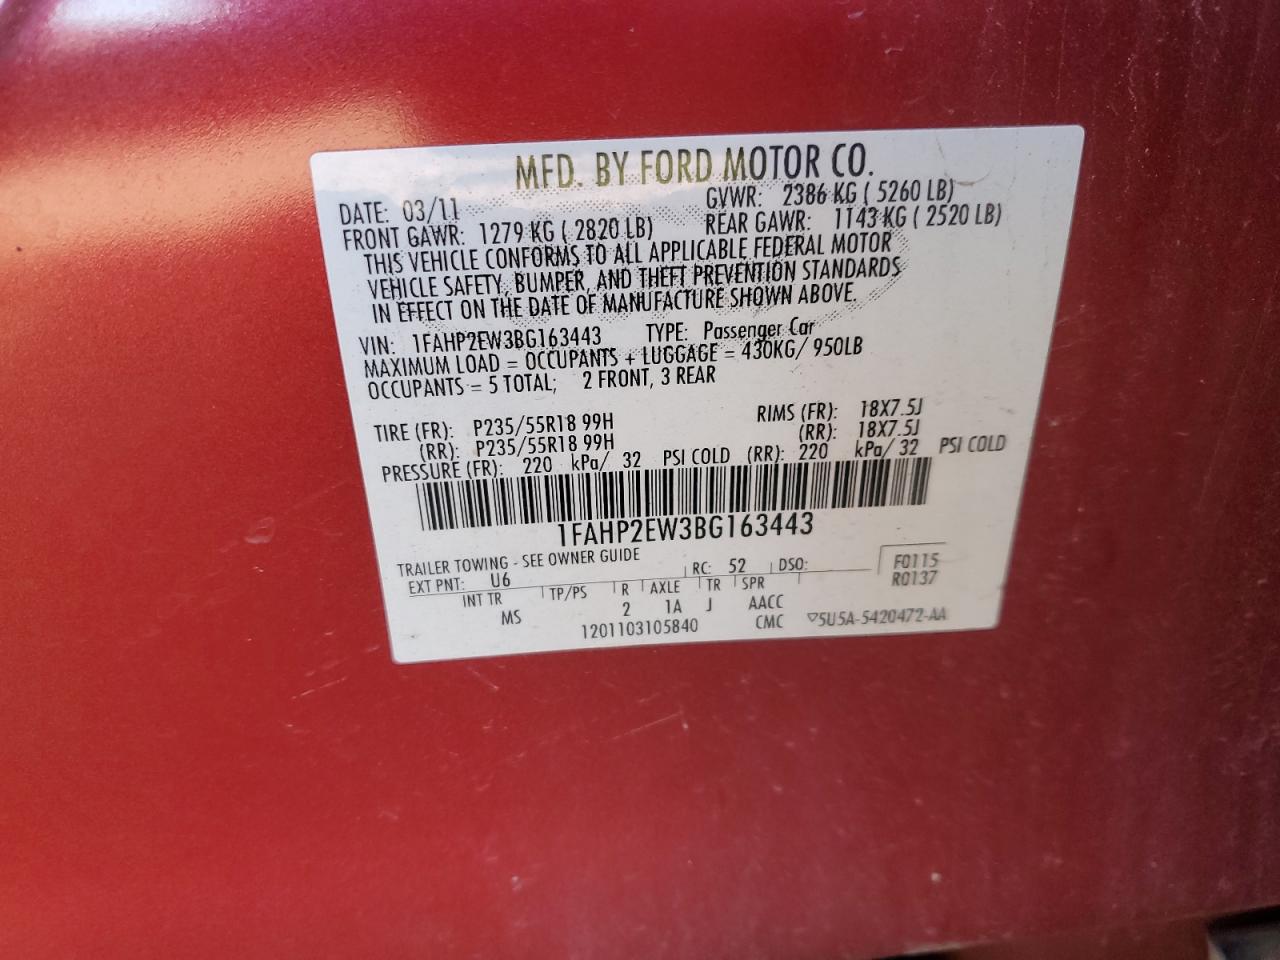 MFD. BY FORD MOTOR CO.
DATE: 03/11 GVWR: 2386 KG ( 5260 LB)
FRONT GAWR: 1279 KG ( 2820 LB) REAR GAWR: 1143 KG ( 2520 LB)
THIS VEHICLE CONFORMS TO ALL APPLICABLE FEDERAL MOTOR
VEHICLE SAFETY, BUMPER, AND THEFT PREVENTION STANDARDS
IN EFFECT ON THE DATE OF MANUFACTURE SHOWN ABOVE.
VIN: 1FAHP2EW3BG163443 TYPE: Passenger Car
MAXIMUM LOAD = OCCUPANTS + LUGGAGE = 430KG/ 950LB
OCCUPANTS = 5 TOTAL; 2 FRONT, 3 REAR
TIRE (FR): P235/55R18 99H RIMS (FR): 18X7.5J
(RR): P235/55R18 99H (RR): 18X7.5J
PRESSURE (FR): 220 kPa/ 32 PSI COLD (RR): 220 kPa/ 32 PSI COLD
1FAHP2EW3BG163443
TRAILER TOWING - SEE OWNER GUIDE
EXT PNT: U6 RC: 52 DSO: F0115
INT TR TP/PS R AXLE TR SPR R0137
MS 2 1A J AACC
1201103105840 CMC ▽5U5A-5420472-AA